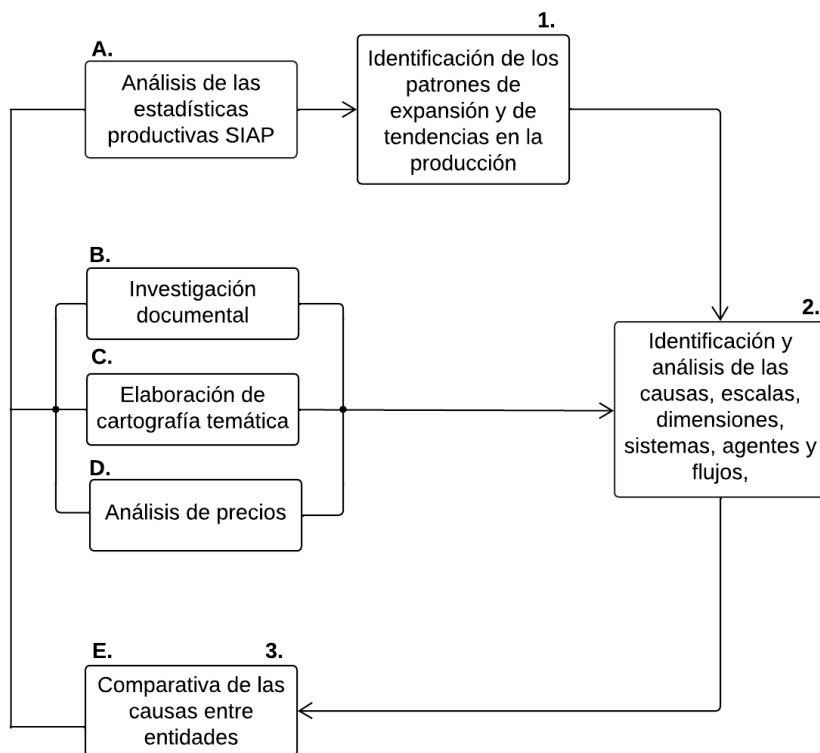 A.
Análisis de las
estadísticas
productivas SIAP
1.
Identificación de los
patrones de
expansión y de
tendencias en la
producción
B.
Investigación
documental
C.
Elaboración de
cartografía temática
D.
Análisis de precios
2.
Identificación y
análisis de las
causas, escalas,
dimensiones,
sistemas, agentes y
flujos,
E.
3.
Comparativa de las
causas entre
entidades